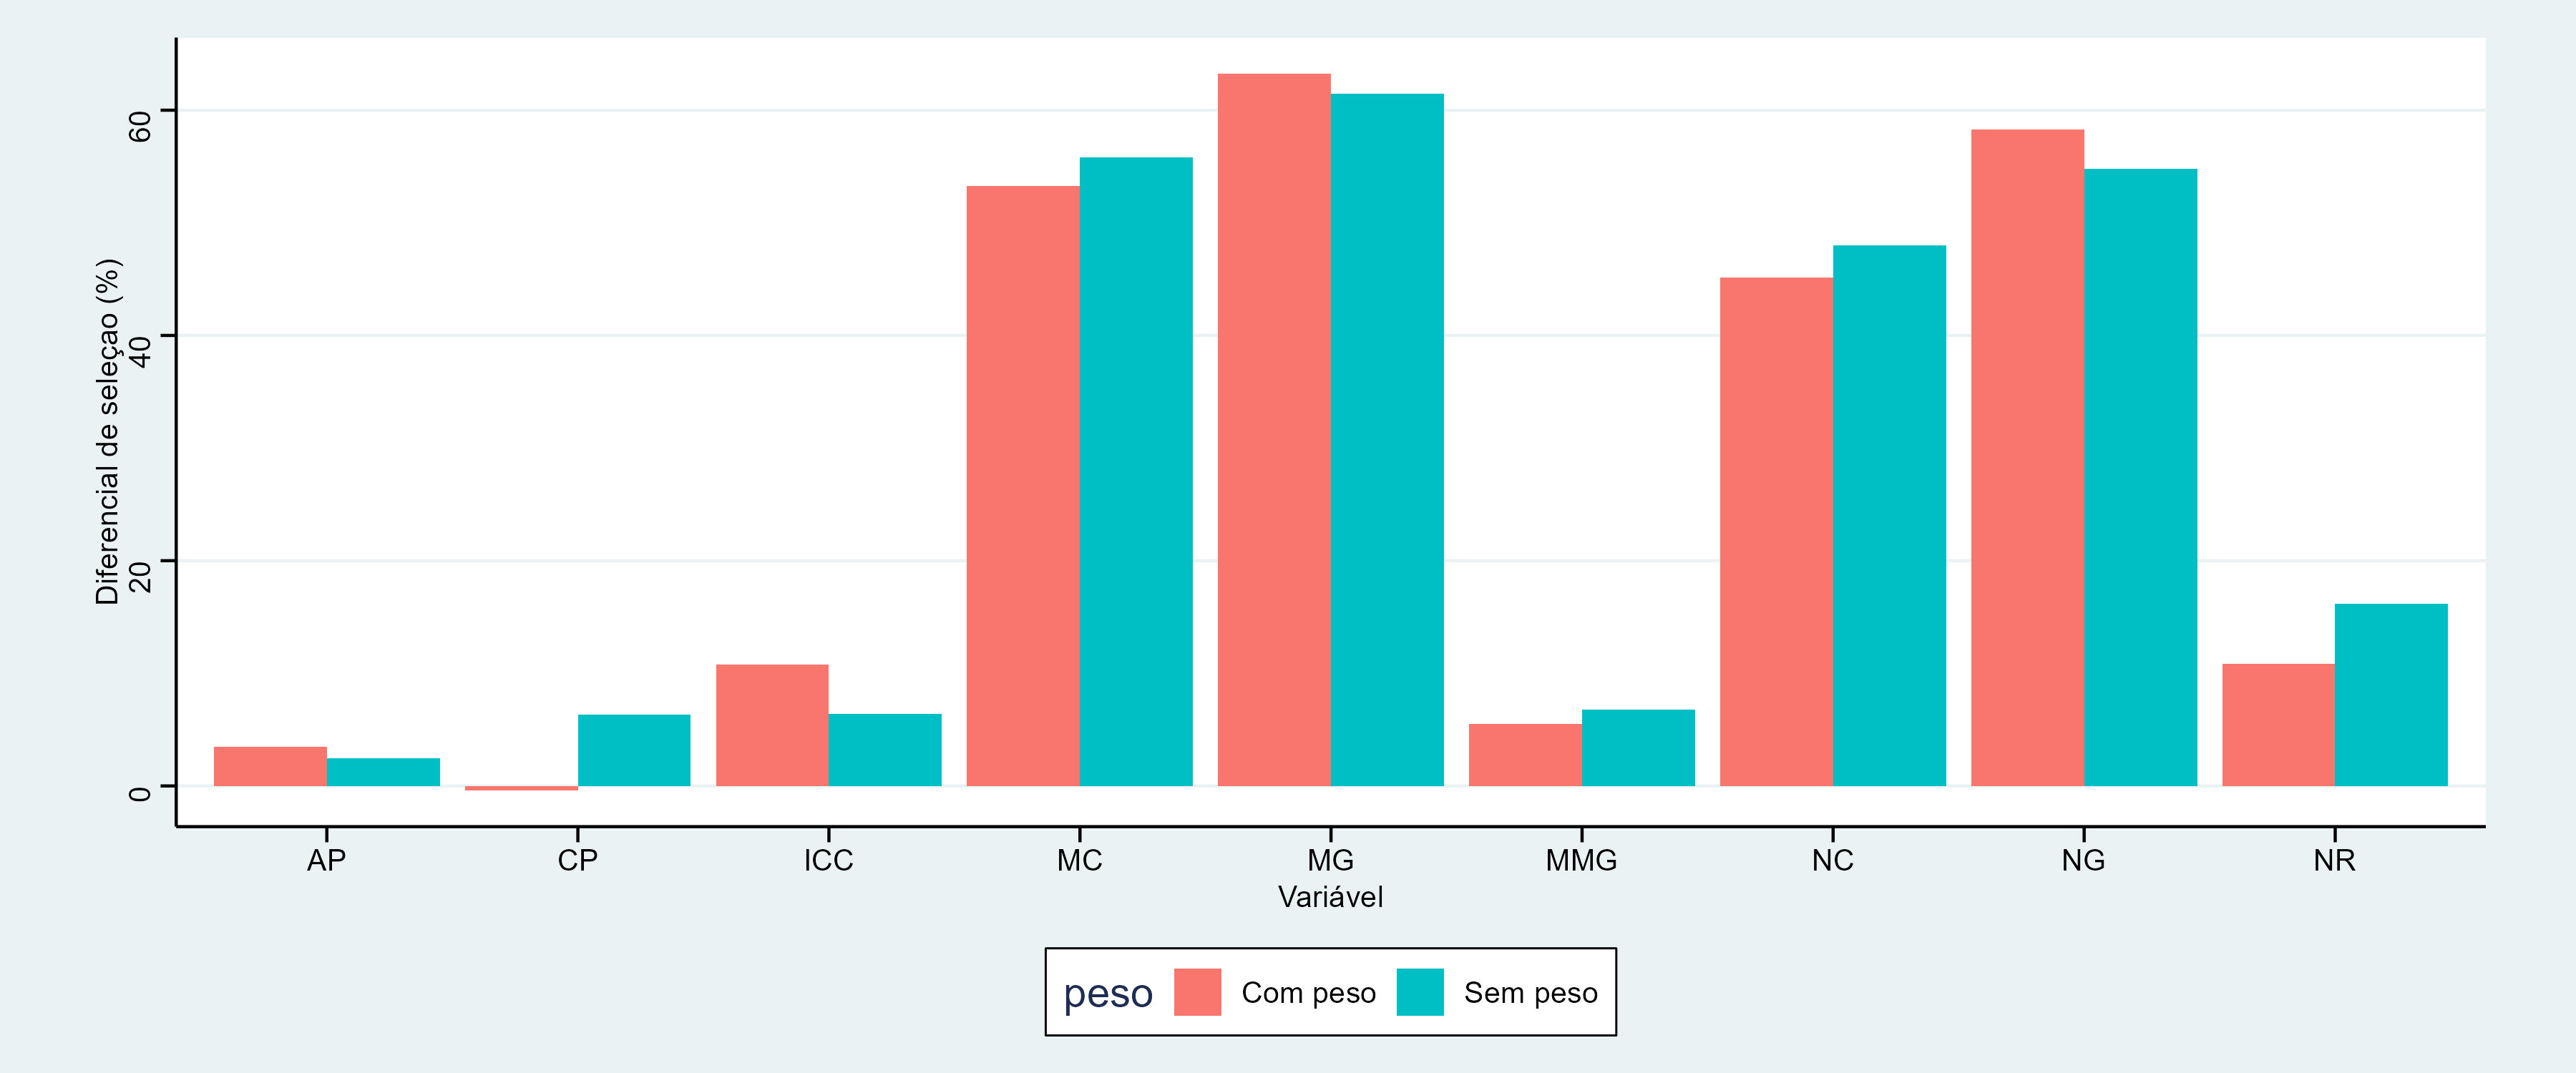 Diferencial de seleçao (%)
60
40
20
0
AP CP ICC MC MG MMG NC NG NR
Variável
peso Com peso Sem peso